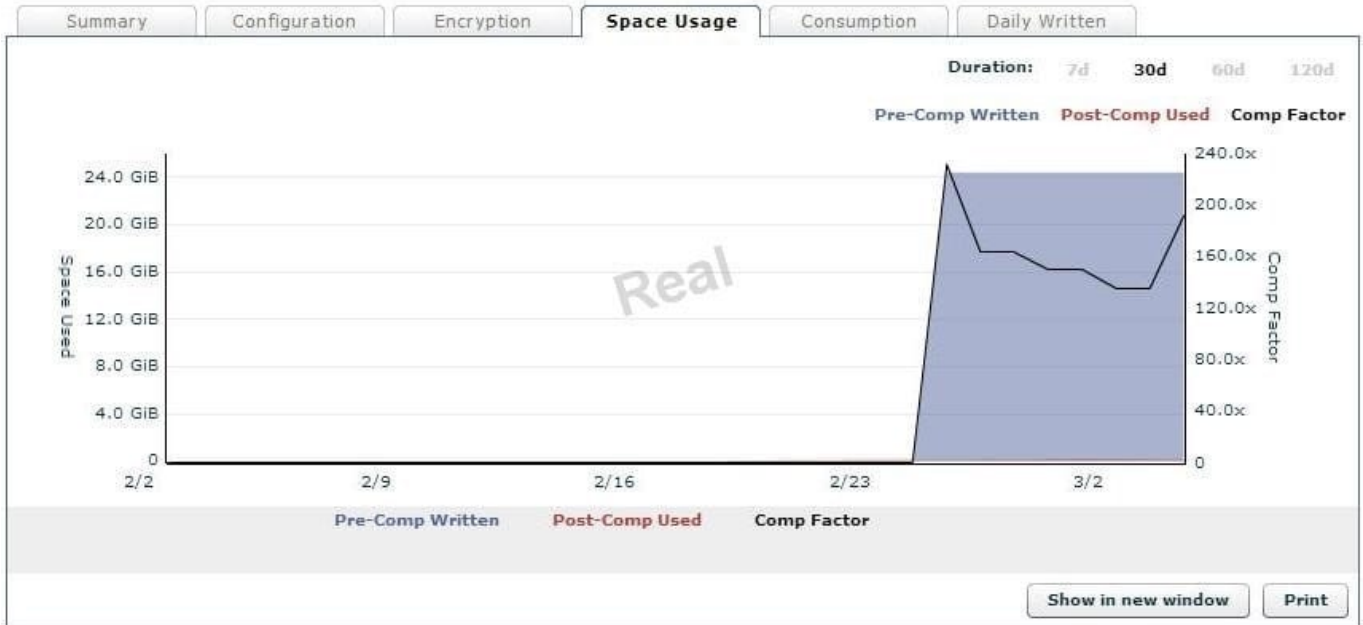 Summary Configuration Encryption Space Usage Consumption Daily Written
Duration: 7d 30d 60d 120d
Pre-Comp Written Post-Comp Used Comp Factor
240.0x
24.0 GiB
200.0x
20.0 GiB
160.0x
16.0 GiB
Real
120.0x
12.0 GiB
80.0x
8.0 GiB
40.0x
4.0 GiB
0
0
Space Used
Comp Factor
2/2 2/9 2/16 2/23 3/2
Pre-Comp Written Post-Comp Used Comp Factor
Show in new window Print